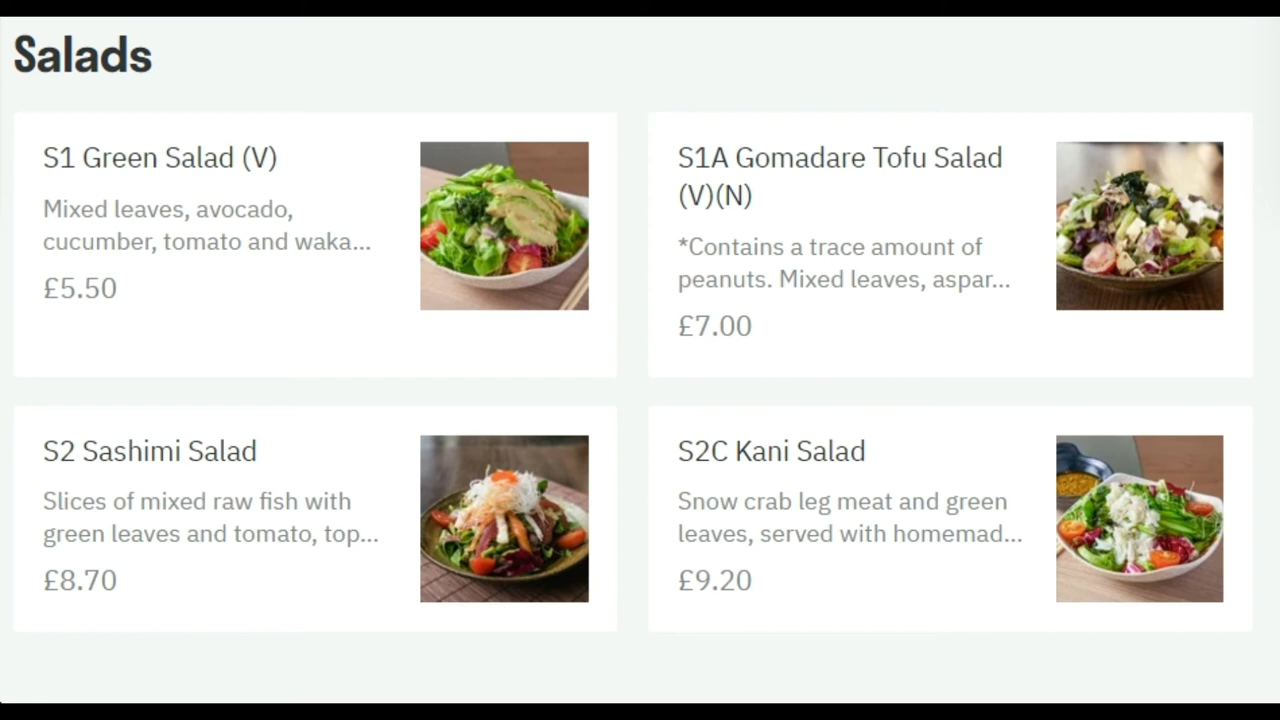 Salads
S1 Green Salad (V)
Mixed leaves, avocado,
cucumber, tomato and waka...
£5.50
S1A Gomadare Tofu Salad
(V)(N)
*Contains a trace amount of
peanuts. Mixed leaves, aspar...
£7.00
S2 Sashimi Salad
Slices of mixed raw fish with
green leaves and tomato, top...
£8.70
S2C Kani Salad
Snow crab leg meat and green
leaves, served with homemad...
£9.20